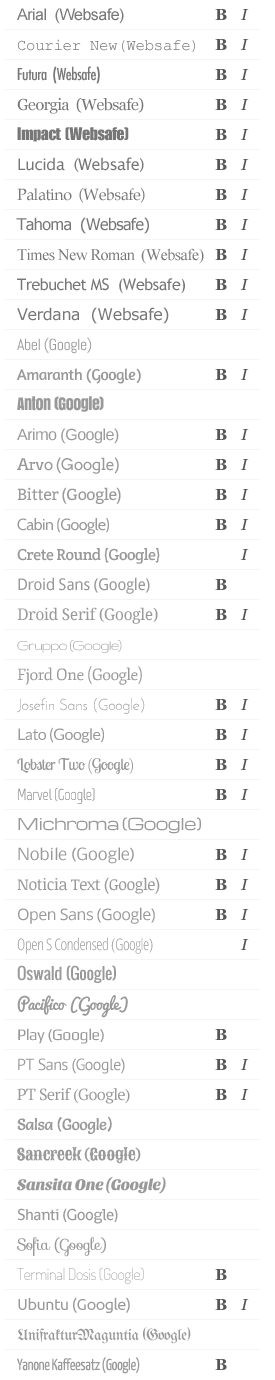 Arial (Websafe) B I
Courier New (Websafe) B I
Futura (Websafe) B I
Georgia (Websafe) B I
Impact (Websafe) B I
Lucida (Websafe) B I
Palatino (Websafe) B I
Tahoma (Websafe) B I
Times New Roman (Websafe) B I
Trebuchet MS (Websafe) B I
Verdana (Websafe) B I
Abel (Google)
Amaranth (Google) B I
Anton (Google)
Arimo (Google) B I
Arvo (Google) B I
Bitter (Google) B I
Cabin (Google) B I
Crete Round (Google) I
Droid Sans (Google) B
Droid Serif (Google) B I
Gruppo (Google)
Fjord One (Google)
Josefin Sans (Google) B I
Lato (Google) B I
Lobster Two (Google) B I
Marvel (Google) B I
Michroma (Google)
Nobile (Google) B I
Noticia Text (Google) B I
Open Sans (Google) B I
Open S Condensed (Google) I
Oswald (Google)
Pacifico (Google)
Play (Google) B
PT Sans (Google) B I
PT Serif (Google) B I
Salsa (Google)
Sancreek (Google)
Sansita One (Google)
Shanti (Google)
Sofia (Google)
Terminal Dosis (Google) B
Ubuntu (Google) B I
UnifrakturMaguntia (Google)
Yanone Kaffeesatz (Google) B